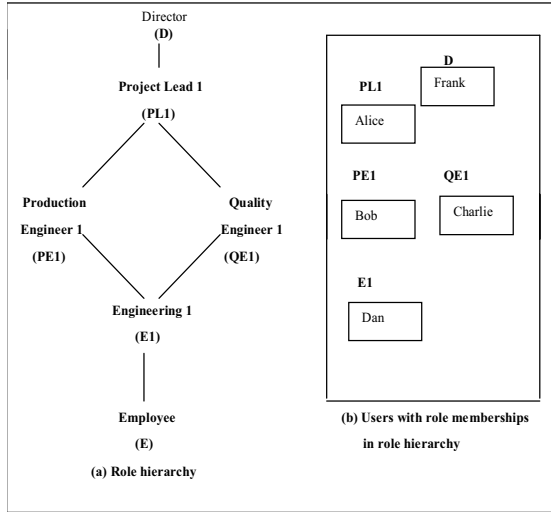 Director
(D)
Project Lead 1
(PL1)
Production
Engineer 1
(PE1)
Quality
Engineer 1
(QE1)
Engineering 1
(E1)
Employee
(E)
(a) Role hierarchy
D
Frank
PL1
Alice
PE1
Bob
QE1
Charlie
E1
Dan
(b) Users with role memberships
in role hierarchy